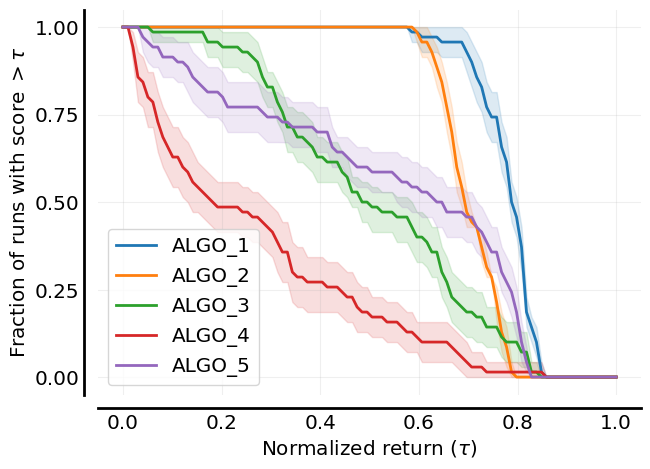 Fraction of runs with score > τ
1.00
0.75
0.50
0.25
0.00
ALGO_1
ALGO_2
ALGO_3
ALGO_4
ALGO_5
0.0 0.2 0.4 0.6 0.8 1.0
Normalized return (τ)